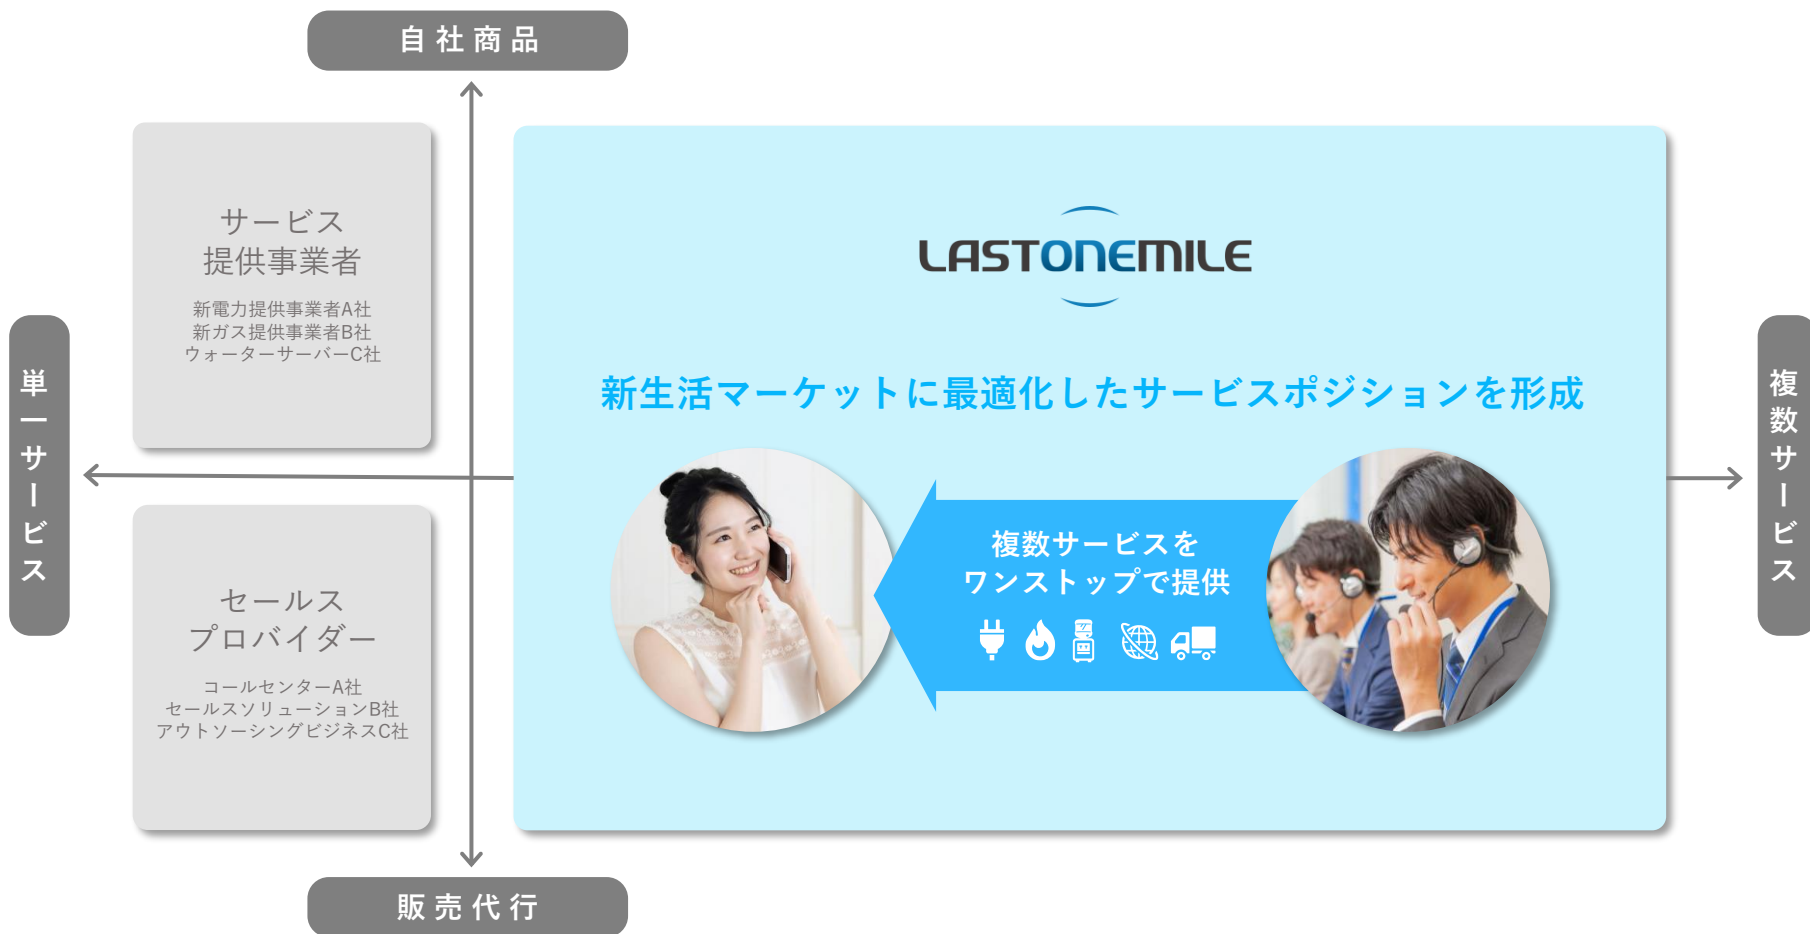 自社商品
サービス
提供事業者
新電力提供事業者A社
新ガス提供事業者B社
ウォーターサーバーC社
単一サービス
セールス
プロバイダー
コールセンターA社
セールスソリューションB社
アウトソーシングビジネスC社
LASTONEMILE
新生活マーケットに最適化したサービスポジションを形成
複数サービスを
ワンストップで提供
複数サービス
販売代行